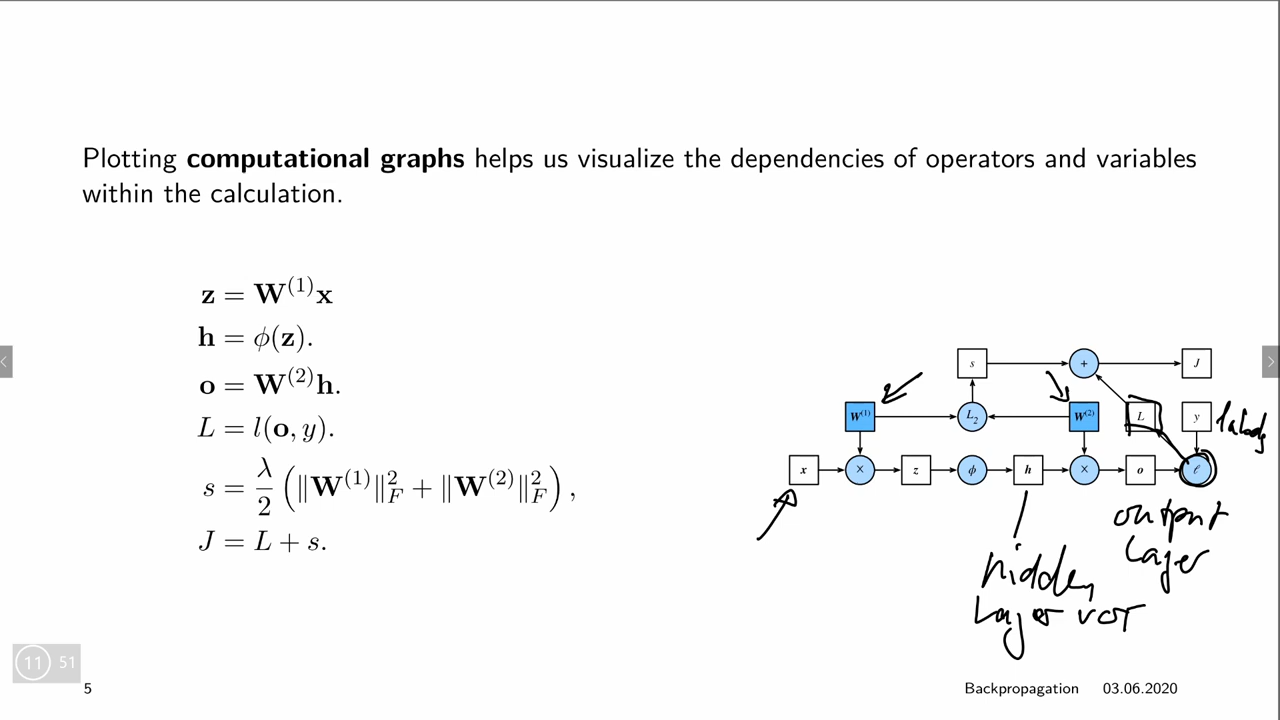 Plotting computational graphs helps us visualize the dependencies of operators and variables
within the calculation.
z = W^(1)x
h = ϕ(z).
o = W^(2)h.
L = l(o, y).
s = λ/2 (‖W^(1)‖²_F + ‖W^(2)‖²_F),
J = L + s.
s + J
W^(1) L₂ W^(2) L y labels
x × z ϕ h × o ℓ
output
layer
hidden
layer var
11 51
5 Backpropagation 03.06.2020